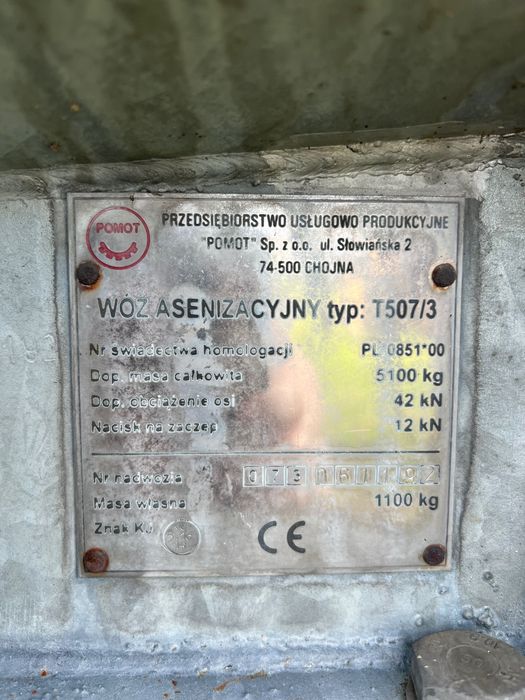 POMOT
PRZEDSIĘBIORSTWO USŁUGOWO PRODUKCYJNE
"POMOT" Sp. z o.o. ul. Słowiańska 2
74-500 CHOJNA
WÓZ ASENIZACYJNY typ: T507/3
Nr świadectwa homologacji PL*0851*00
Dop. masa całkowita 5100 kg
Dop. obciążenie osi 42 kN
Nacisk na zaczep 12 kN
Nr nadwozia
Masa własna 1100 kg
Znak KJ
CE